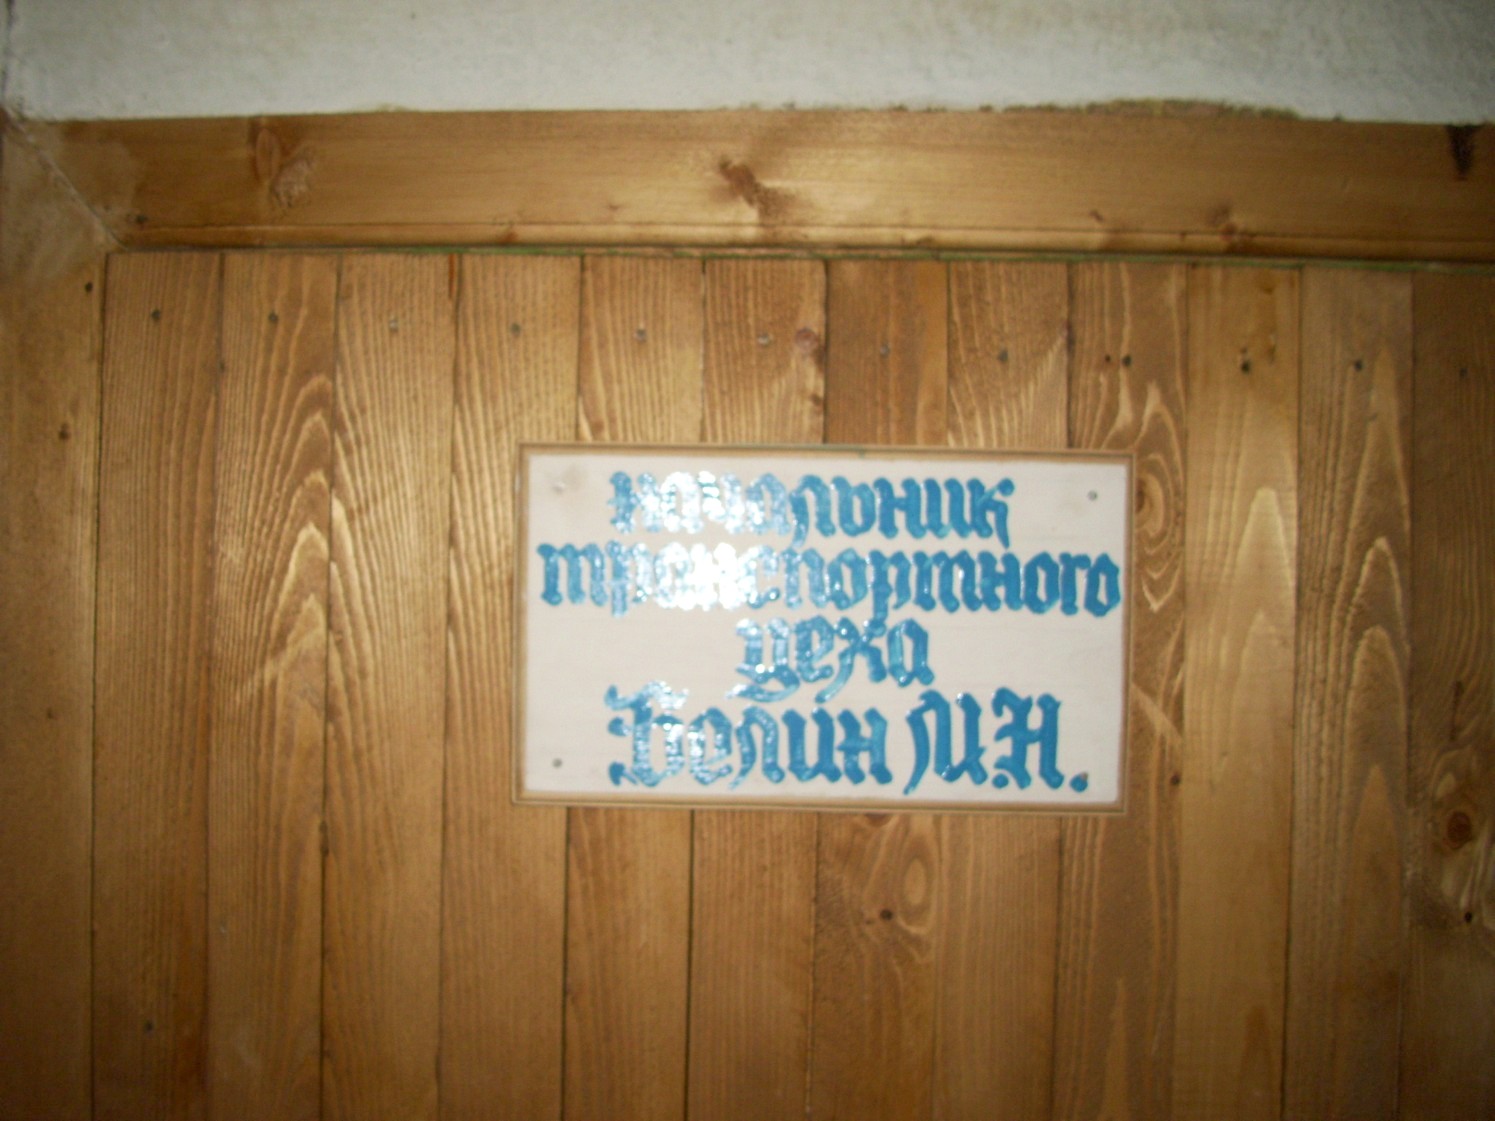 начальник
транспортного
цеха
Белин Л.Н.